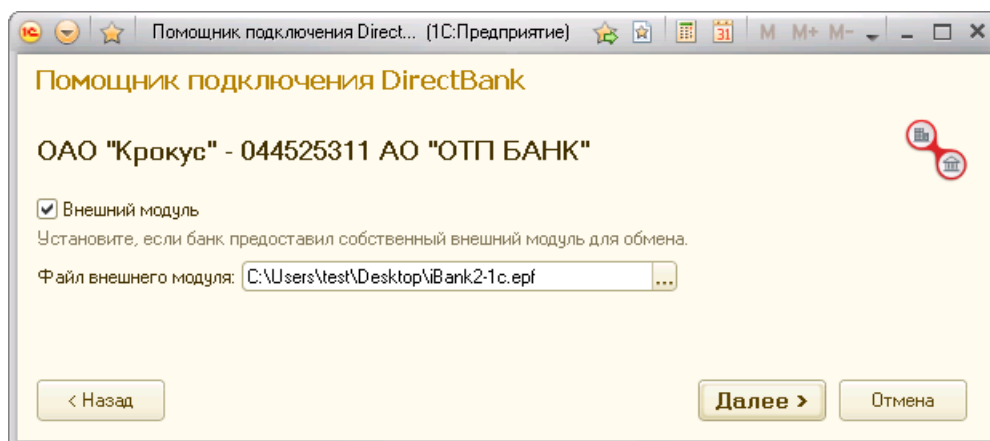 Помощник подключения Direct... (1С:Предприятие) 31 M M+ M-
Помощник подключения DirectBank
ОАО "Крокус" - 044525311 АО "ОТП БАНК"
Внешний модуль
Установите, если банк предоставил собственный внешний модуль для обмена.
Файл внешнего модуля: C:\Users\test\Desktop\iBank2-1c.epf ...
< Назад Далее > Отмена